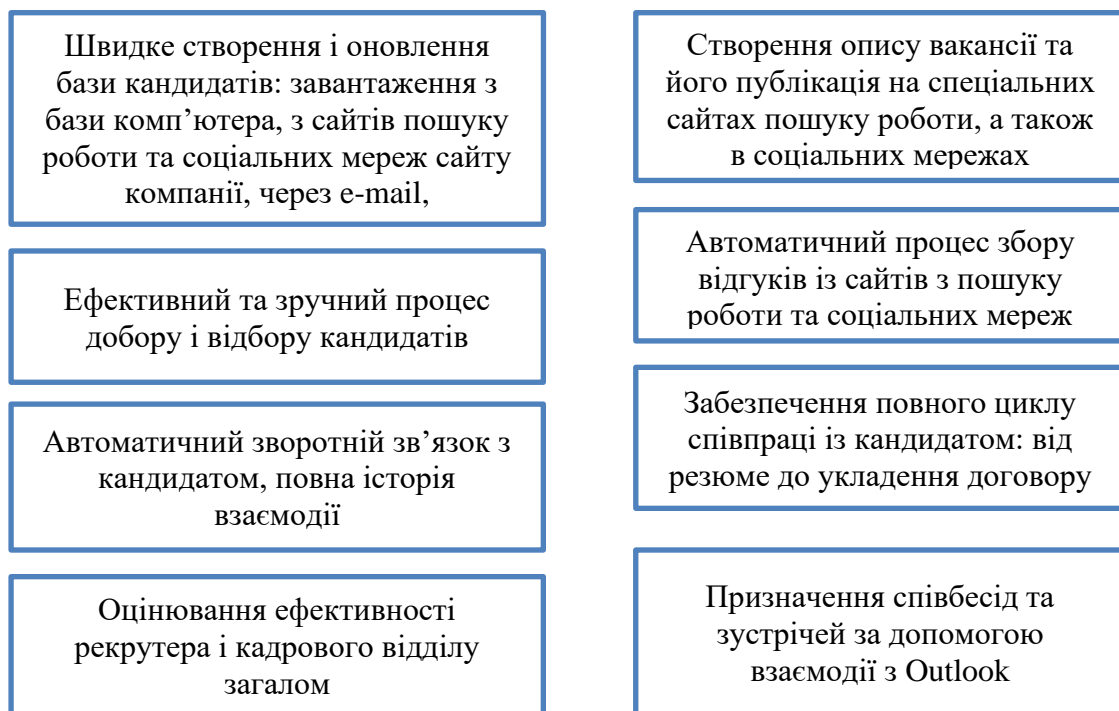 Швидке створення і оновлення
бази кандидатів: завантаження з
бази комп’ютера, з сайтів пошуку
роботи та соціальних мереж сайту
компанії, через e-mail,
Ефективний та зручний процес
добору і відбору кандидатів
Автоматичний зворотній зв’язок з
кандидатом, повна історія
взаємодії
Оцінювання ефективності
рекрутера і кадрового відділу
загалом
Створення опису вакансії та
його публікація на спеціальних
сайтах пошуку роботи, а також
в соціальних мережах
Автоматичний процес збору
відгуків із сайтів з пошуку
роботи та соціальних мереж
Забезпечення повного циклу
співпраці із кандидатом: від
резюме до укладення договору
Призначення співбесід та
зустрічей за допомогою
взаємодії з Outlook